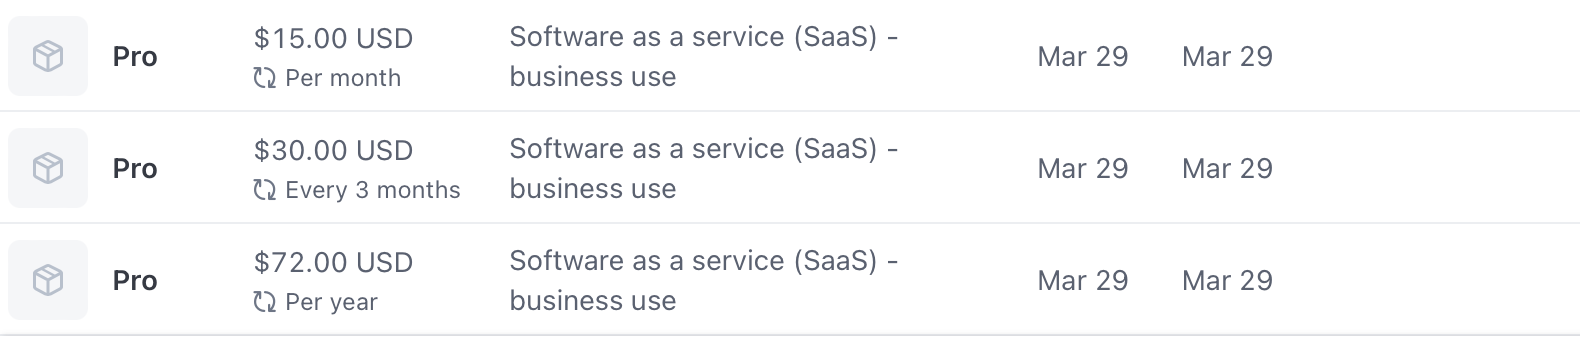 Pro
$15.00 USD
Per month
Software as a service (SaaS) -
business use
Mar 29
Mar 29
Pro
$30.00 USD
Every 3 months
Software as a service (SaaS) -
business use
Mar 29
Mar 29
Pro
$72.00 USD
Per year
Software as a service (SaaS) -
business use
Mar 29
Mar 29